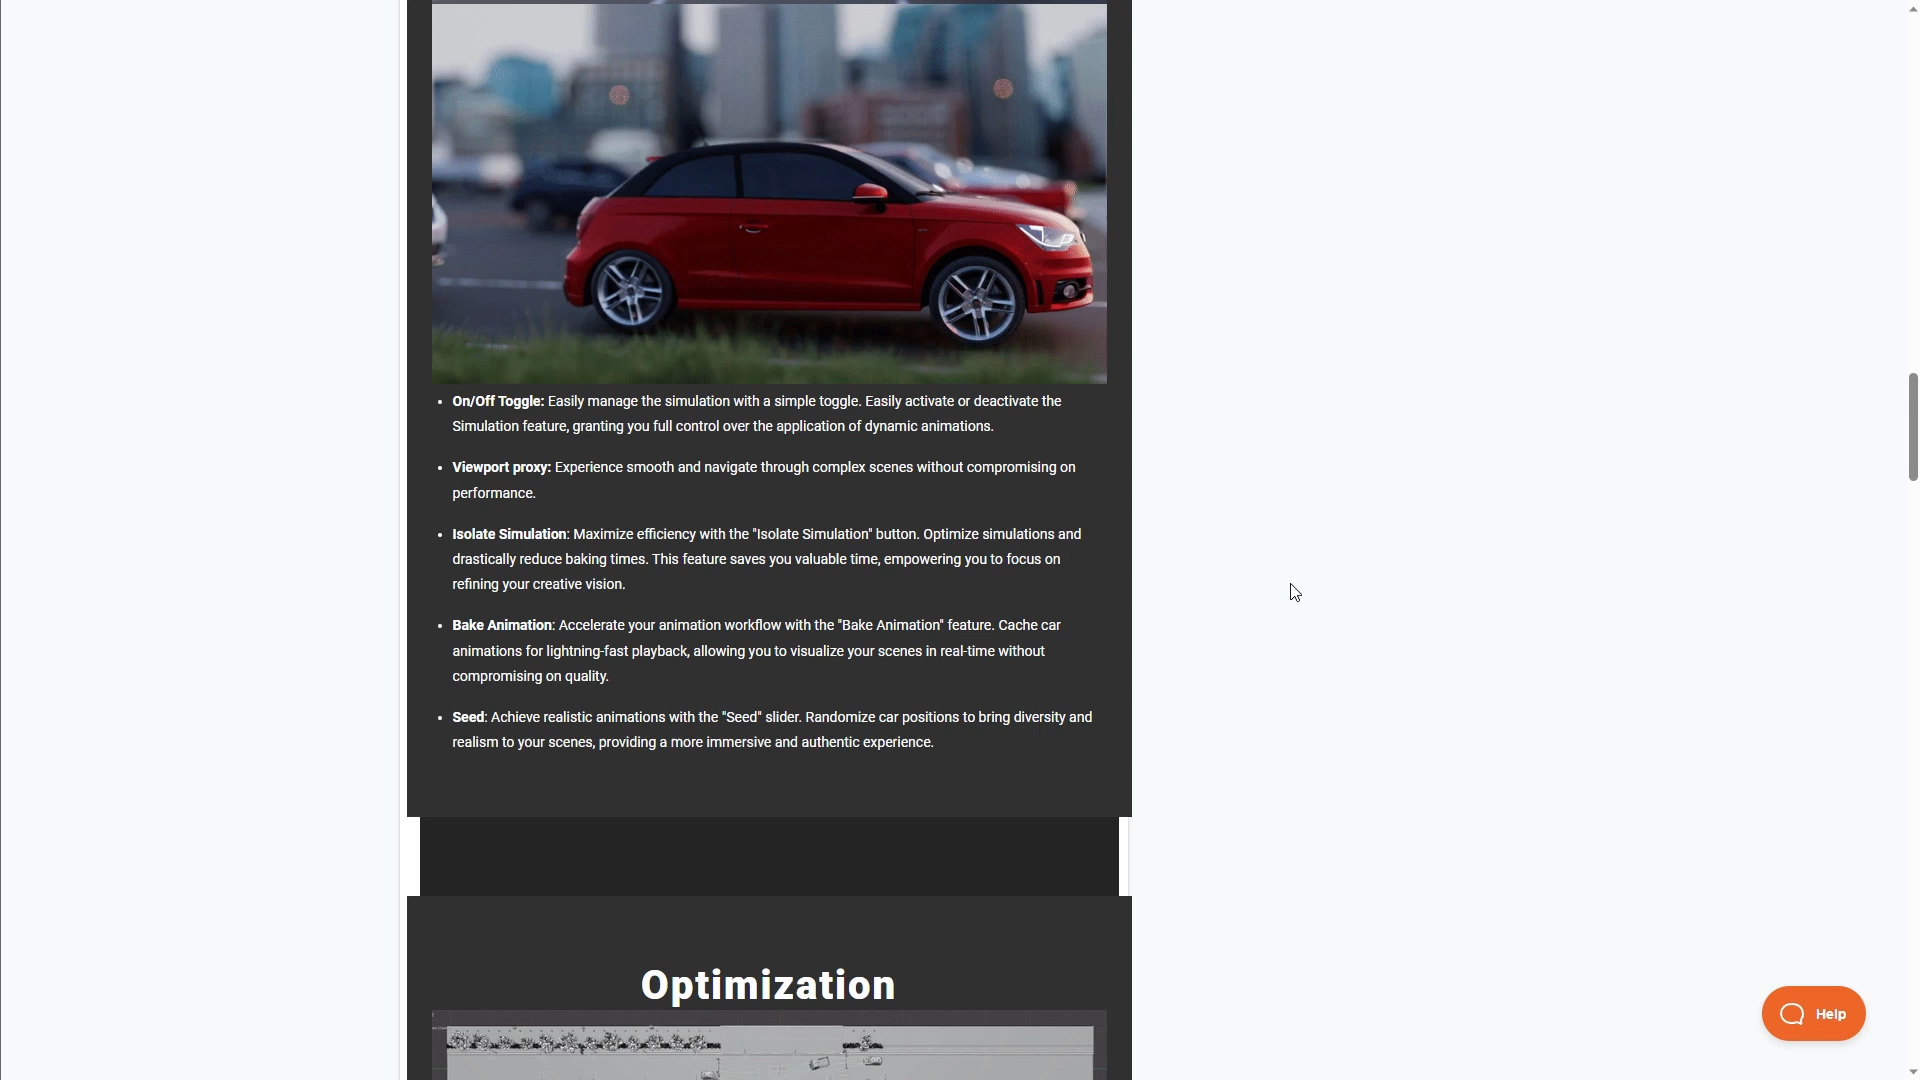 On/Off Toggle: Easily manage the simulation with a simple toggle. Easily activate or deactivate the
Simulation feature, granting you full control over the application of dynamic animations.
Viewport proxy: Experience smooth and navigate through complex scenes without compromising on
performance.
Isolate Simulation: Maximize efficiency with the "Isolate Simulation" button. Optimize simulations and
drastically reduce baking times. This feature saves you valuable time, empowering you to focus on
refining your creative vision.
Bake Animation: Accelerate your animation workflow with the "Bake Animation" feature. Cache car
animations for lightning-fast playback, allowing you to visualize your scenes in real-time without
compromising on quality.
Seed: Achieve realistic animations with the "Seed" slider. Randomize car positions to bring diversity and
realism to your scenes, providing a more immersive and authentic experience.
Optimization
Help